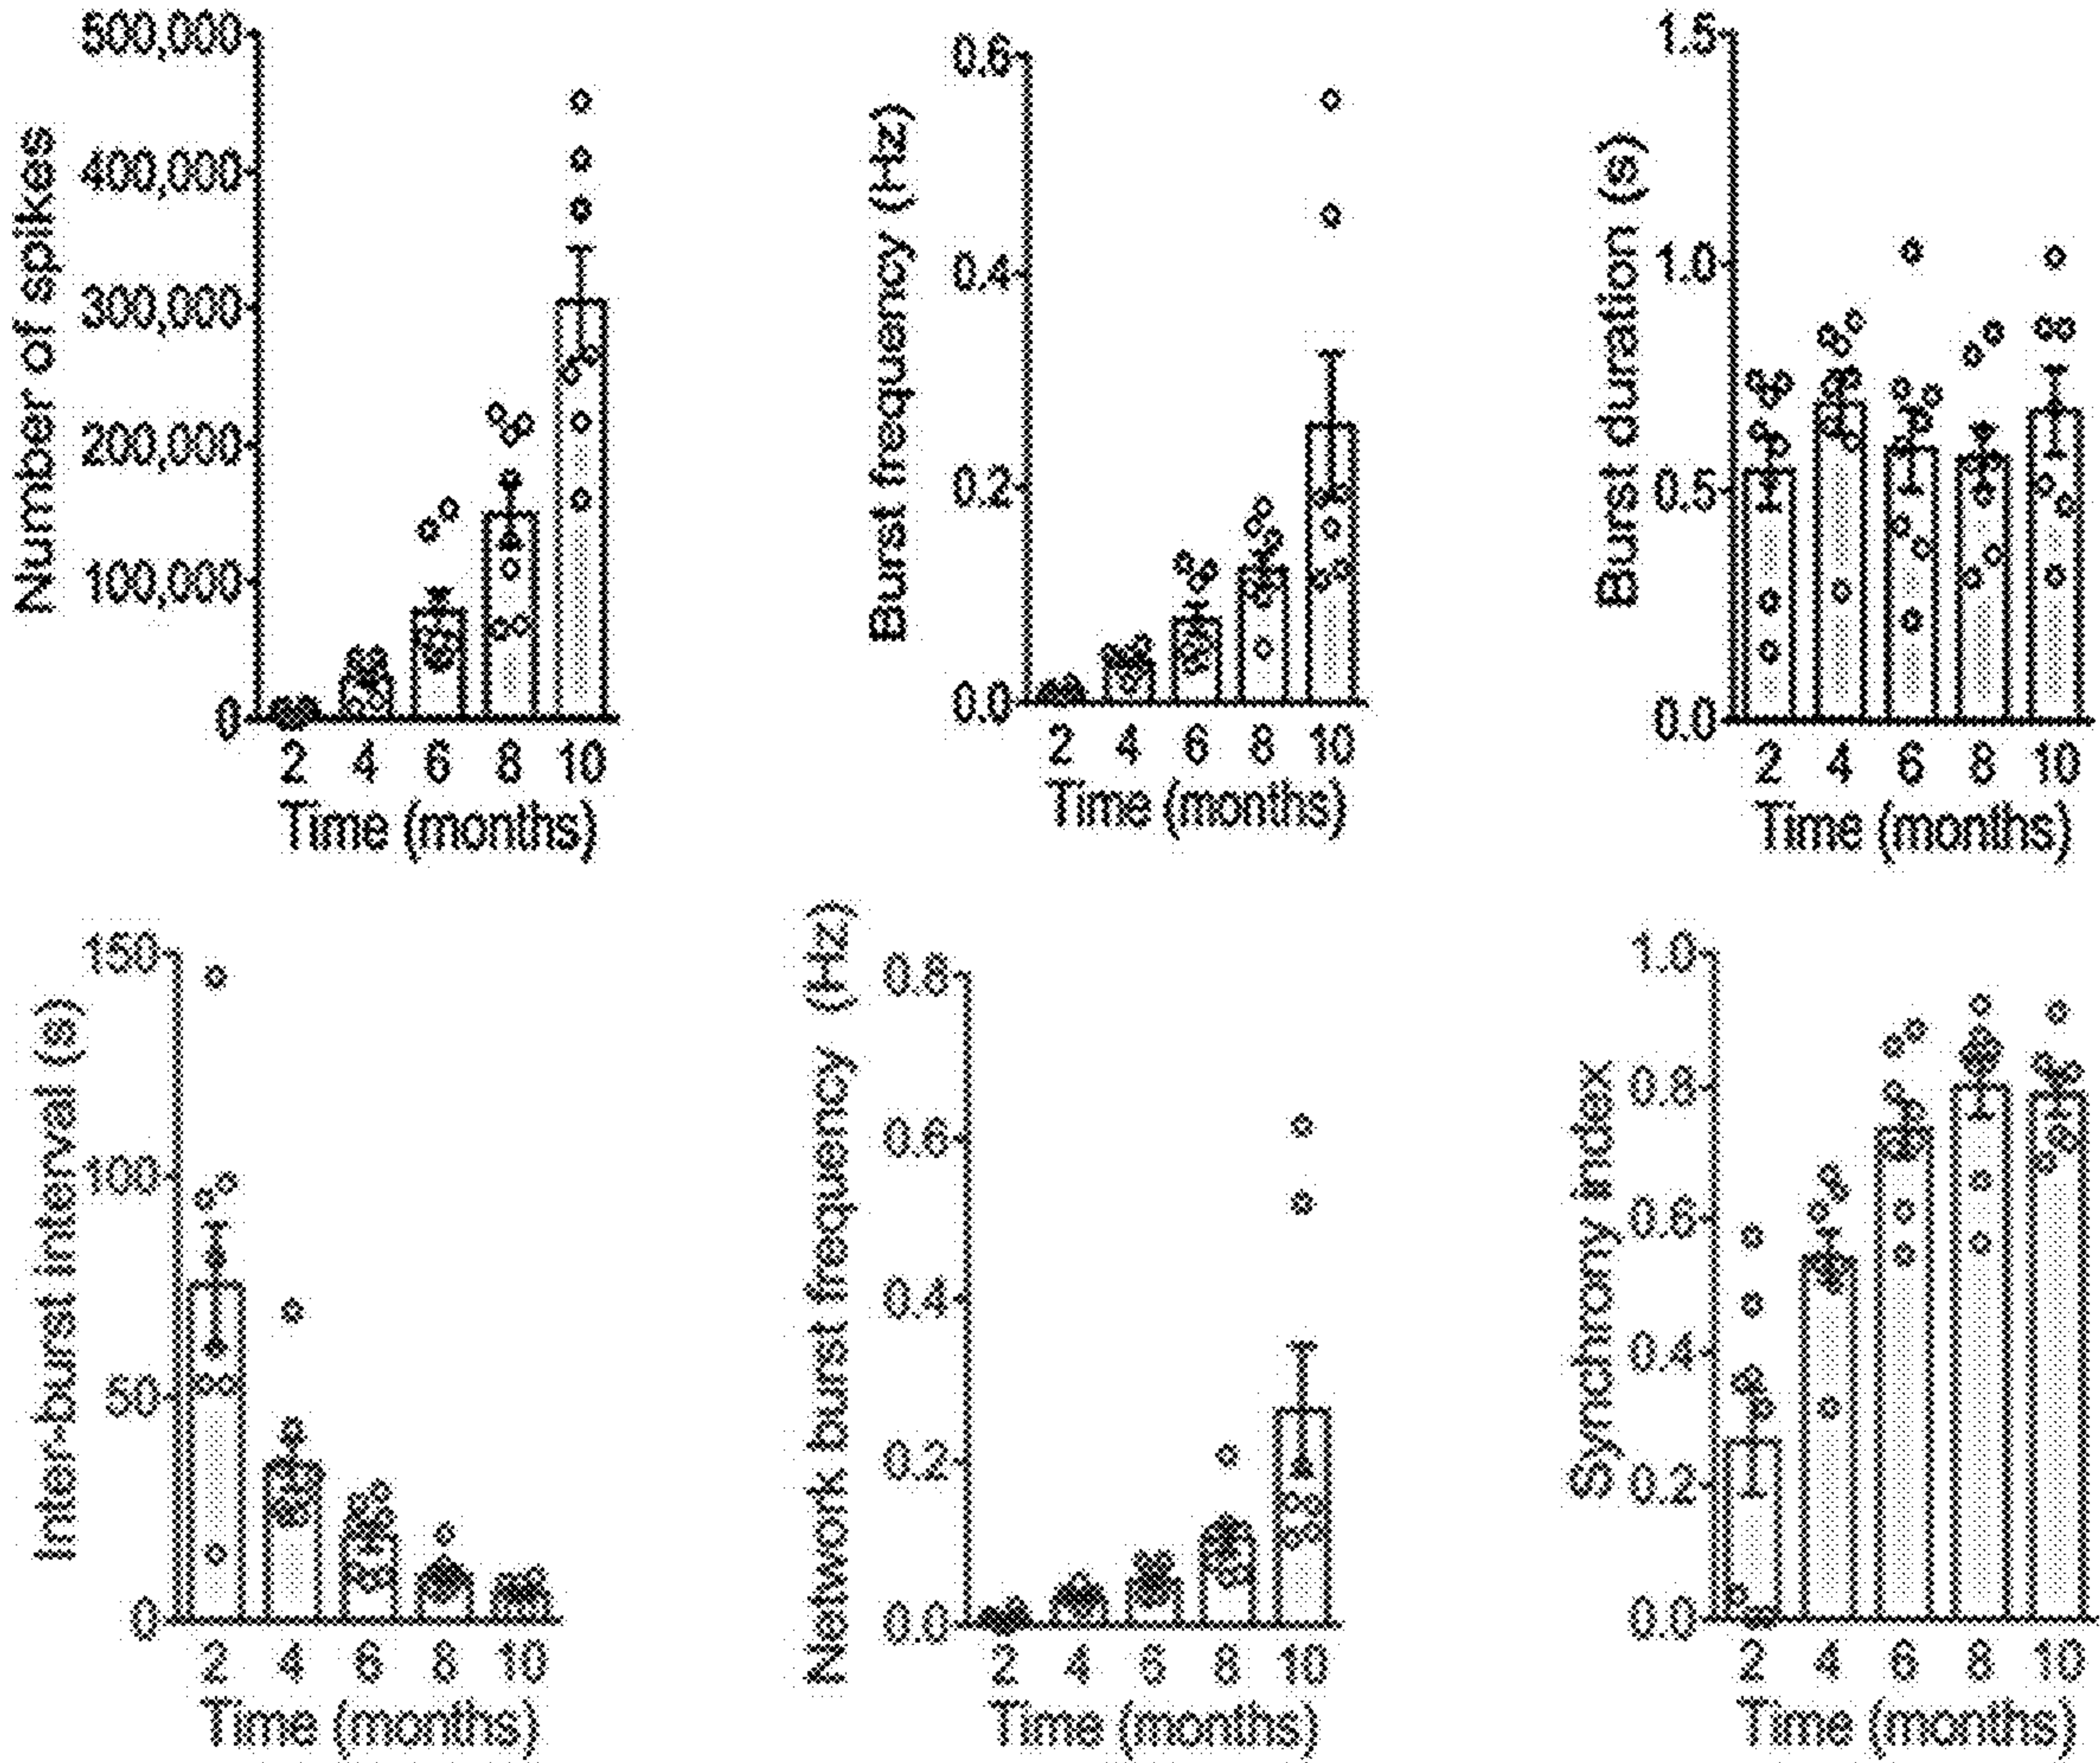 Number of spikes
500,000
400,000
300,000
200,000
100,000
0
2 4 6 8 10
Time (months)
Burst frequency (Hz)
0.6
0.4
0.2
0.0
2 4 6 8 10
Time (months)
Burst duration (s)
1.5
1.0
0.5
0.0
2 4 6 8 10
Time (months)
Inter-burst interval (s)
150
100
50
0
2 4 6 8 10
Time (months)
Network burst frequency (Hz)
0.8
0.6
0.4
0.2
0.0
2 4 6 8 10
Time (months)
Synchrony index
1.0
0.8
0.6
0.4
0.2
0.0
2 4 6 8 10
Time (months)